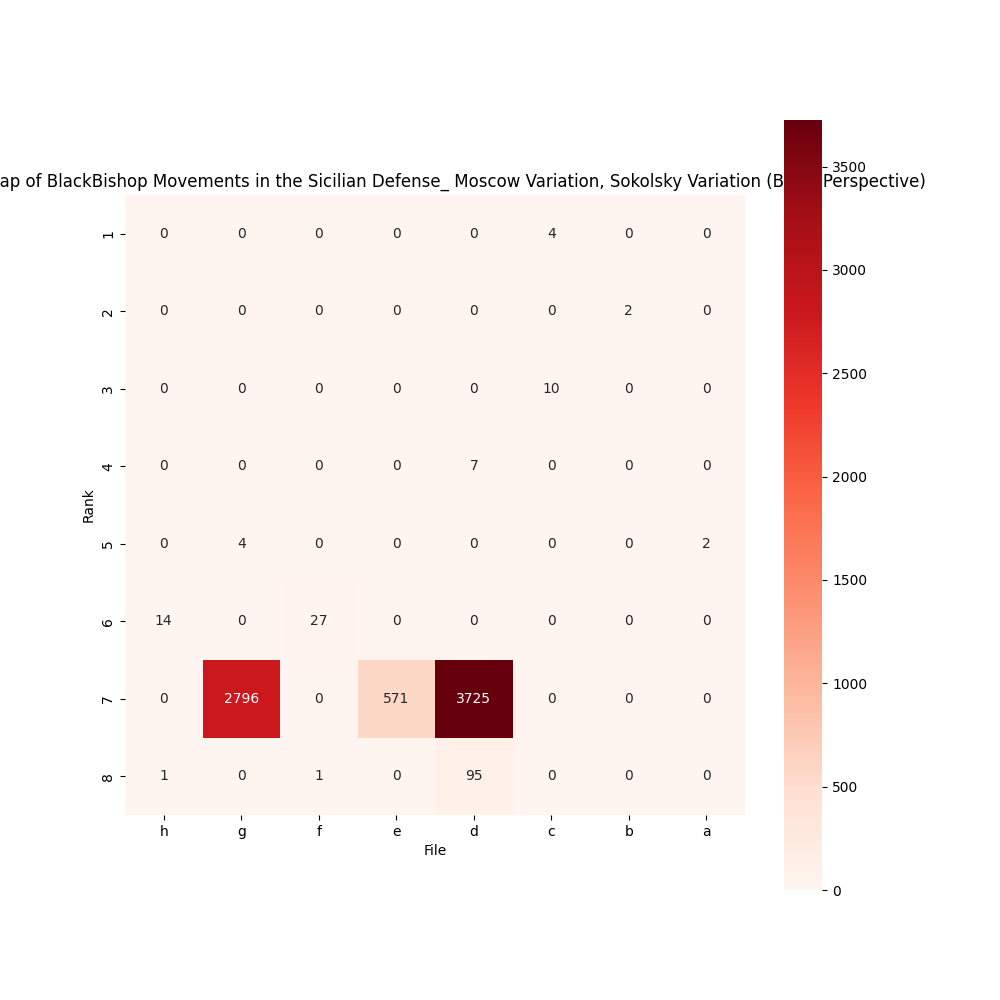 ap of BlackBishop Movements in the Sicilian Defense_ Moscow Variation, Sokolsky Variation (B Perspective)
1 0 0 0 0 0 4 0 0
2 0 0 0 0 0 0 2 0
3 0 0 0 0 0 10 0 0
4 0 0 0 0 7 0 0 0
5 0 4 0 0 0 0 0 2
6 14 0 27 0 0 0 0 0
7 0 2796 0 571 3725 0 0 0
8 1 0 1 0 95 0 0 0
Rank
h g f e d c b a
File
3500
3000
2500
2000
1500
1000
500
0